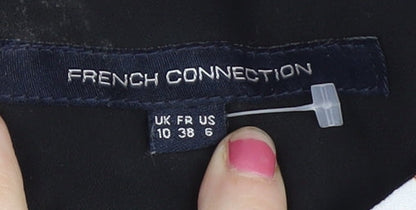 FRENCH CONNECTION
UK FR US
10 38 6